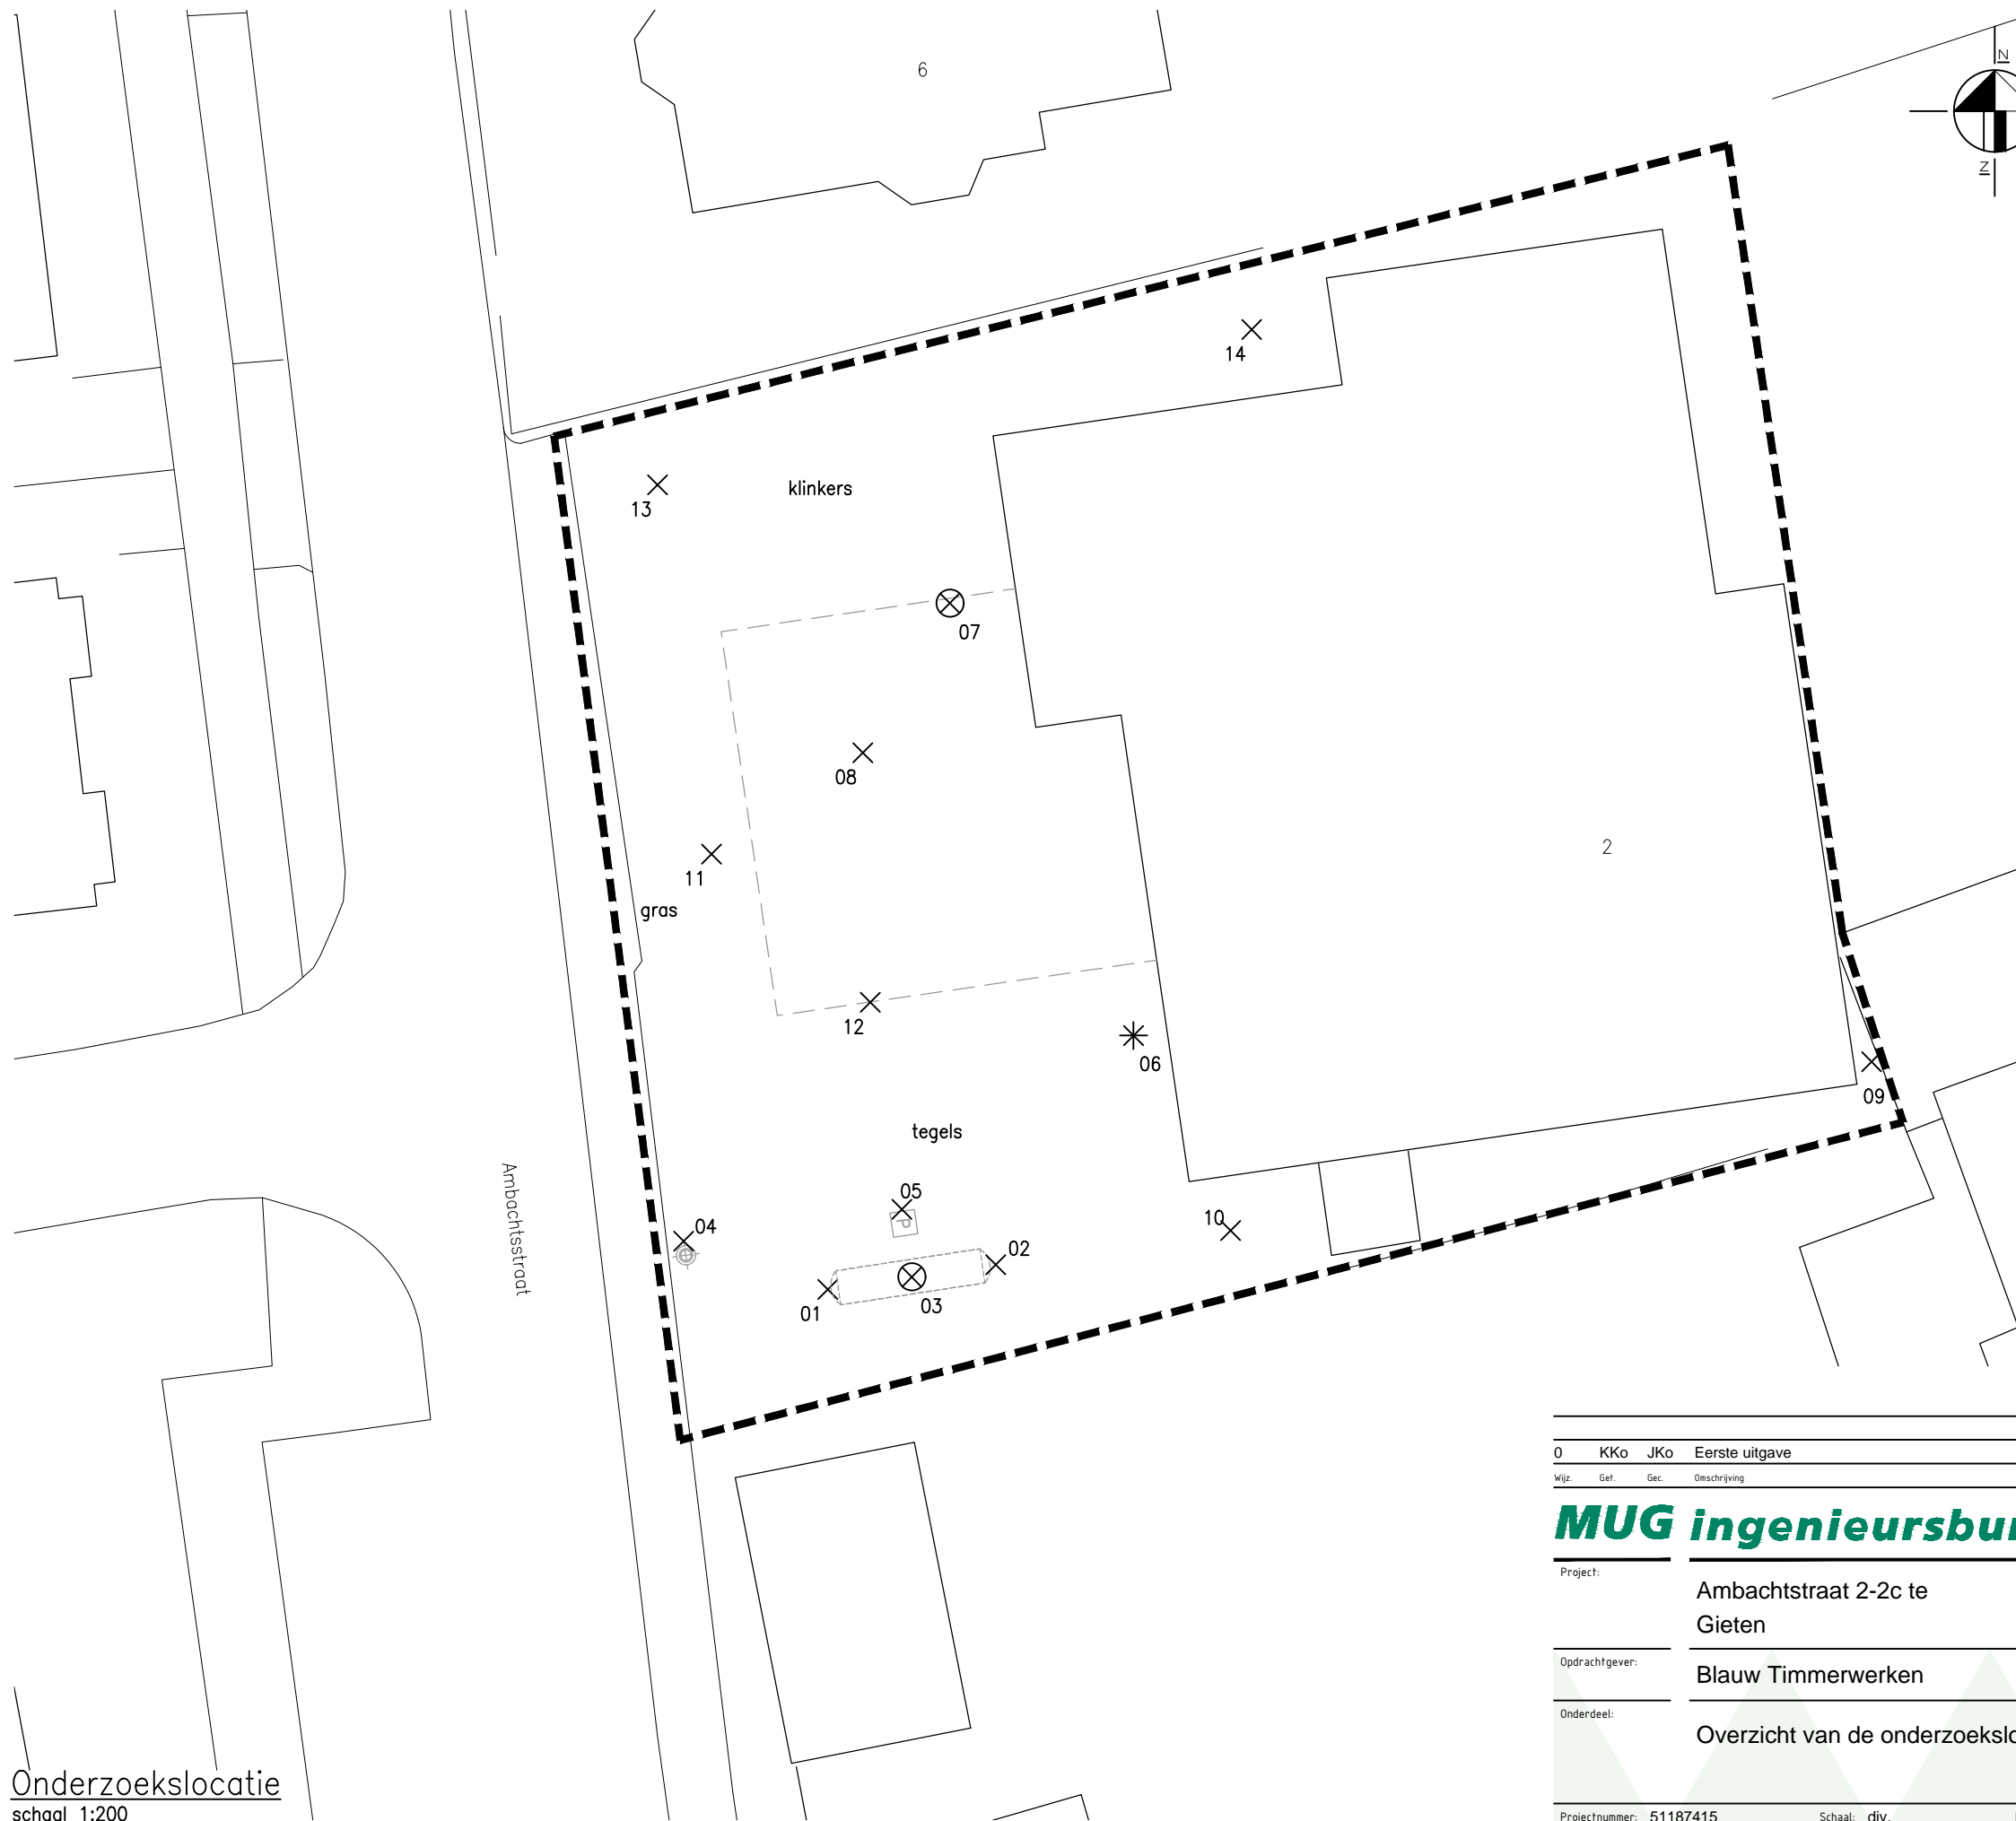 6
N
Z
14
13
klinkers
07
08
2
11
gras
12
06
09
tegels
Ambachtsstraat
05
P
04
10
02
01
03
0 KKo JKo Eerste uitgave
Wijz. Get. Gec. Omschrijving
MUG ingenieursbu
Project:
Ambachtstraat 2-2c te
Gieten
Opdrachtgever:
Blauw Timmerwerken
Onderdeel:
Overzicht van de onderzoekslo
Onderzoekslocatie
schaal 1:200
Projectnummer: 51187415 Schaal: div.